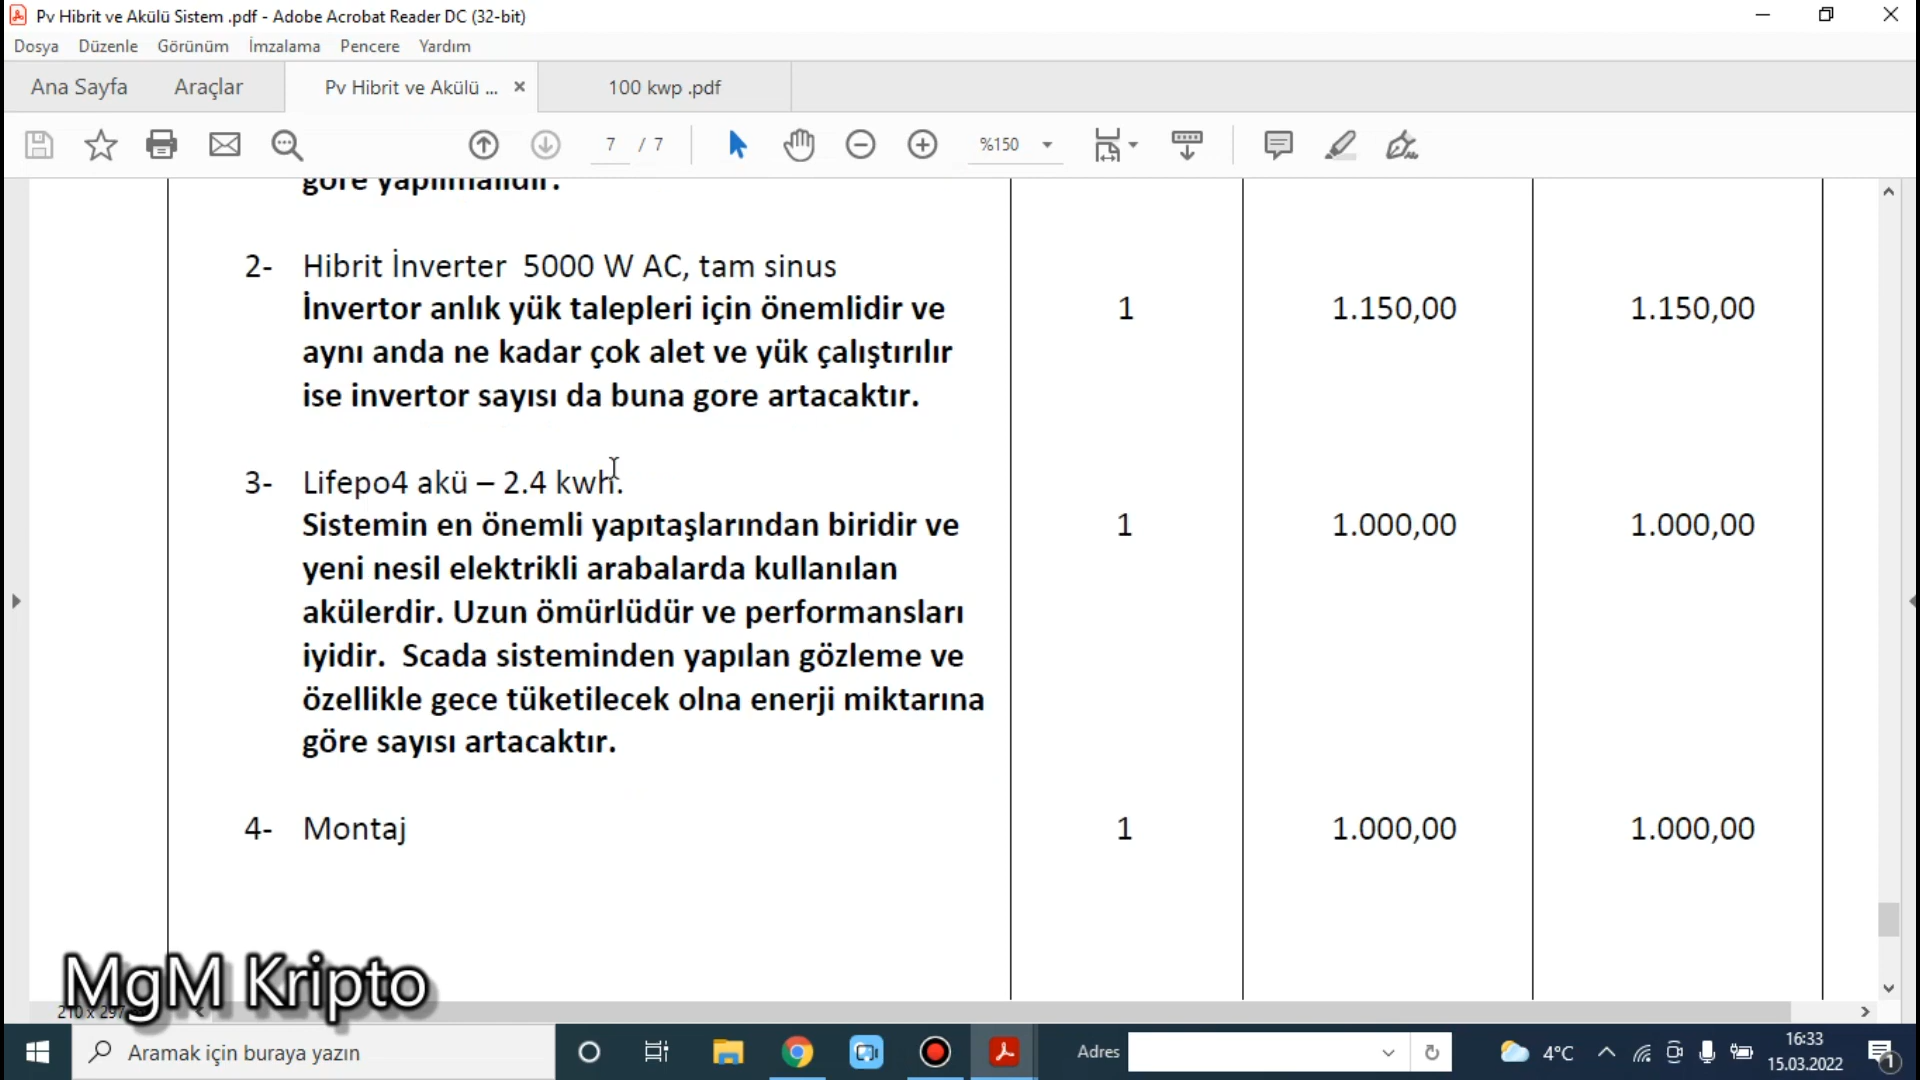 Pv Hibrit ve Akülü Sistem .pdf - Adobe Acrobat Reader DC (32-bit)
Dosya Düzenle Görünüm İmzalama Pencere Yardım
Ana Sayfa Araçlar Pv Hibrit ve Akülü ... 100 kwp .pdf
7 / 7 %150
göre yapılmalıdır.
2- Hibrit İnverter 5000 W AC, tam sinus
İnvertor anlık yük talepleri için önemlidir ve 1 1.150,00 1.150,00
aynı anda ne kadar çok alet ve yük çalıştırılır
ise invertor sayısı da buna gore artacaktır.
3- Lifepo4 akü – 2.4 kwh.
Sistemin en önemli yapıtaşlarından biridir ve 1 1.000,00 1.000,00
yeni nesil elektrikli arabalarda kullanılan
akülerdir. Uzun ömürlüdür ve performansları
iyidir. Scada sisteminden yapılan gözleme ve
özellikle gece tüketilecek olna enerji miktarına
göre sayısı artacaktır.
4- Montaj 1 1.000,00 1.000,00
MgM Kripto
210 x 297
Aramak için buraya yazın Adres 4°C 16:33
15.03.2022 1